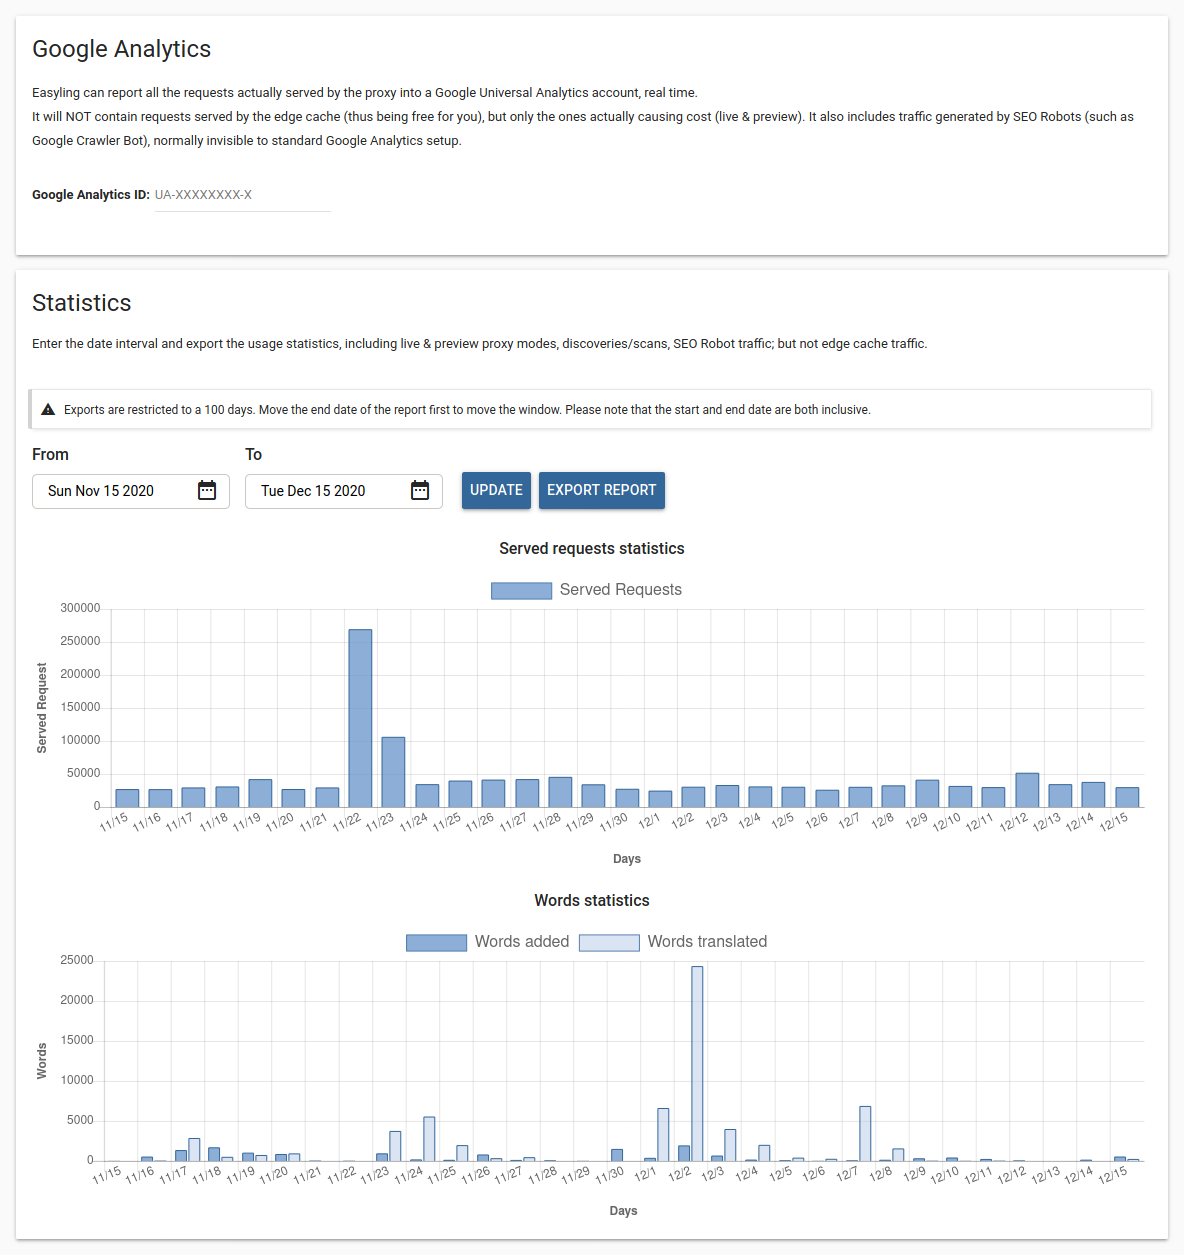 Google Analytics
Easyling can report all the requests actually served by the proxy into a Google Universal Analytics account, real time.
It will NOT contain requests served by the edge cache (thus being free for you), but only the ones actually causing cost (live & preview). It also includes traffic generated by SEO Robots (such as
Google Crawler Bot), normally invisible to standard Google Analytics setup.
Google Analytics ID: UA-XXXXXXXX-X
Statistics
Enter the date interval and export the usage statistics, including live & preview proxy modes, discoveries/scans, SEO Robot traffic; but not edge cache traffic.
Exports are restricted to a 100 days. Move the end date of the report first to move the window. Please note that the start and end date are both inclusive.
From To
Sun Nov 15 2020 Tue Dec 15 2020 UPDATE EXPORT REPORT
Served requests statistics
Served Requests
300000
250000
200000
150000
100000
50000
0
Served Request
11/15 11/16 11/17 11/18 11/19 11/20 11/21 11/22 11/23 11/24 11/25 11/26 11/27 11/28 11/29 11/30 12/1 12/2 12/3 12/4 12/5 12/6 12/7 12/8 12/9 12/10 12/11 12/12 12/13 12/14 12/15
Days
Words statistics
Words added Words translated
25000
20000
15000
10000
5000
0
Words
11/15 11/16 11/17 11/18 11/19 11/20 11/21 11/22 11/23 11/24 11/25 11/26 11/27 11/28 11/29 11/30 12/1 12/2 12/3 12/4 12/5 12/6 12/7 12/8 12/9 12/10 12/11 12/12 12/13 12/14 12/15
Days